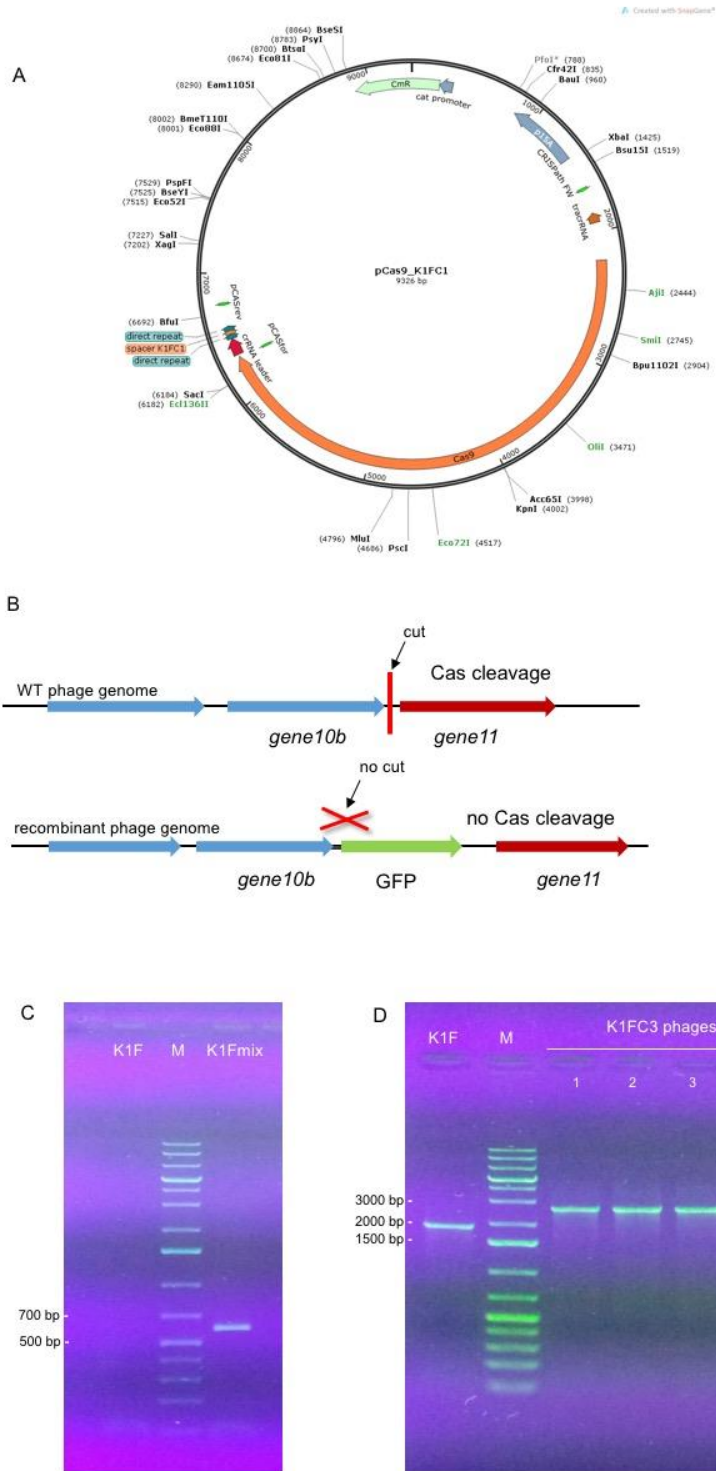 Created with SnapGene®
A
(8864) BseSI
(8783) PsyI
(8700) BtsαI
(8674) Eco81I
(8290) Eam1105I
(8002) BmeT110I
(8001) Eco88I
(7529) PspFI
(7525) BseYI
(7515) Eco52I
(7227) SalI
(7202) XagI
(6692) BfuI
direct repeat
spacer K1FC1
direct repeat
(6184) SacI
(6182) Ecl136II
(4796) MluI
(4686) PscI
Eco72I (4517)
KpnI (4002)
Acc65I (3998)
OliI (3471)
Bpu1102I (2904)
SmiI (2745)
AjiI (2444)
Bsu15I (1519)
XbaI (1425)
BauI (960)
Cfr42I (835)
PfoI* (780)
9000
1000
2000
3000
4000
5000
6000
7000
8000
CmR
cat promoter
p15A
CRISPath FW
tracrRNA
pCas9_K1FC1
9326 bp
pCASrev
crRNA leader
pCASfor
Cas9
B
cut
WT phage genome
Cas cleavage
gene10b
gene11
no cut
recombinant phage genome
no Cas cleavage
gene10b
GFP
gene11
C
K1F M K1Fmix
700 bp -
500 bp -
D
K1F M K1FC3 phages
1 2 3
3000 bp -
2000 bp -
1500 bp -